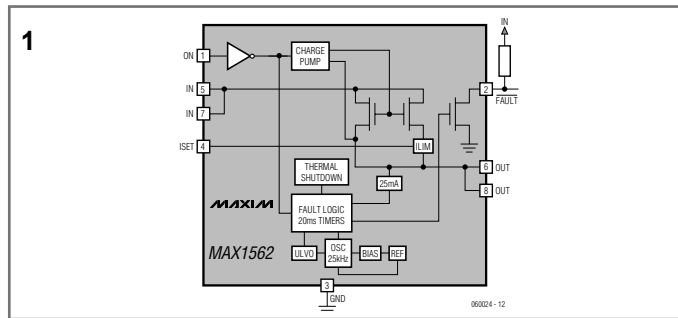 1
IN
ON
1
CHARGE
PUMP
IN
5
2
FAULT
IN
7
ISET
4
ILIM
THERMAL
SHUTDOWN
6
OUT
25mA
8
OUT
MAXIM
FAULT LOGIC
20ms TIMERS
MAX1562
ULVO
OSC
25kHz
BIAS
REF
3
GND
060024 - 12